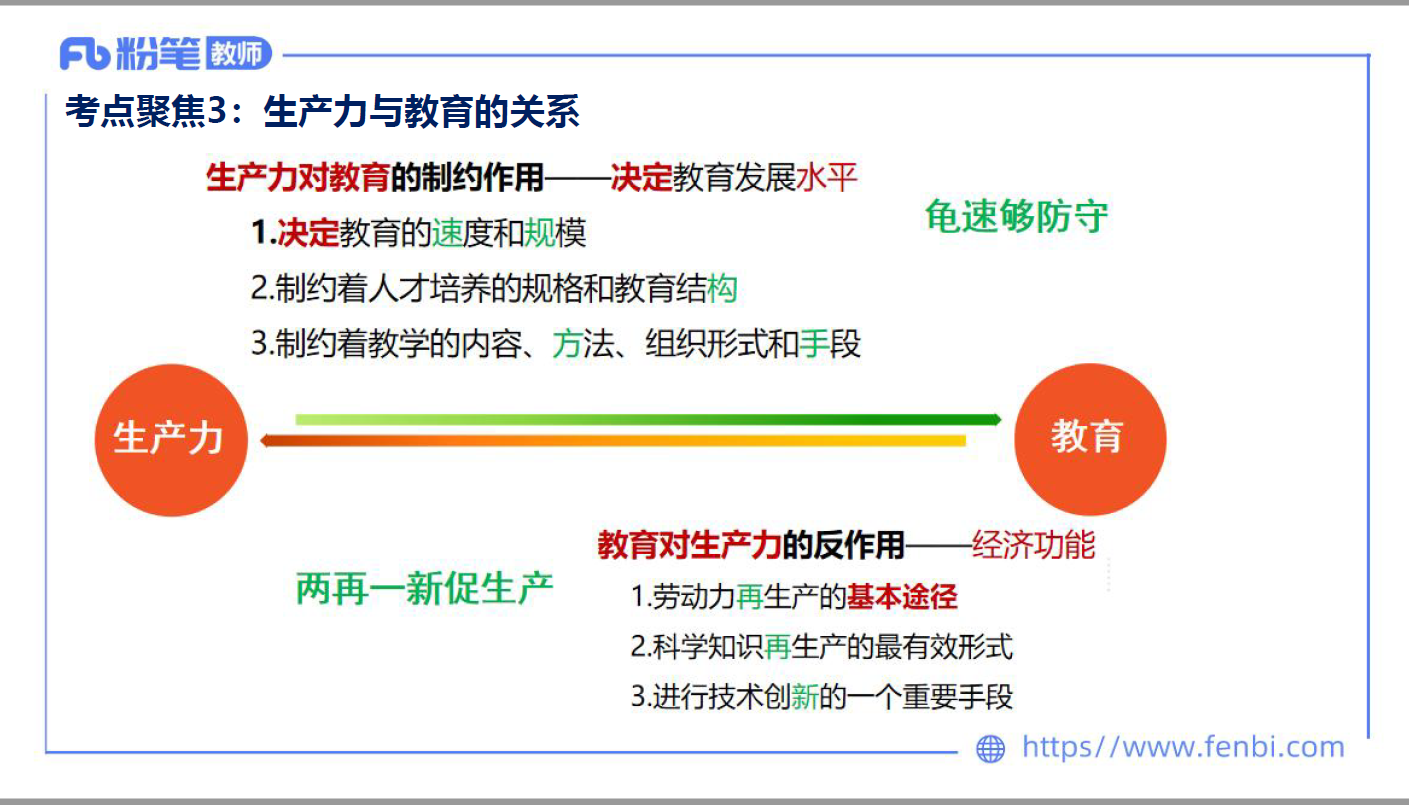 Fb 粉笔 教师
考点聚焦3：生产力与教育的关系
生产力对教育的制约作用——决定教育发展水平
龟速够防守
1.决定教育的速度和规模
2.制约着人才培养的规格和教育结构
3.制约着教学的内容、方法、组织形式和手段
生产力
教育
教育对生产力的反作用——经济功能
两再一新促生产
1.劳动力再生产的基本途径
2.科学知识再生产的最有效形式
3.进行技术创新的一个重要手段
https//www.fenbi.com